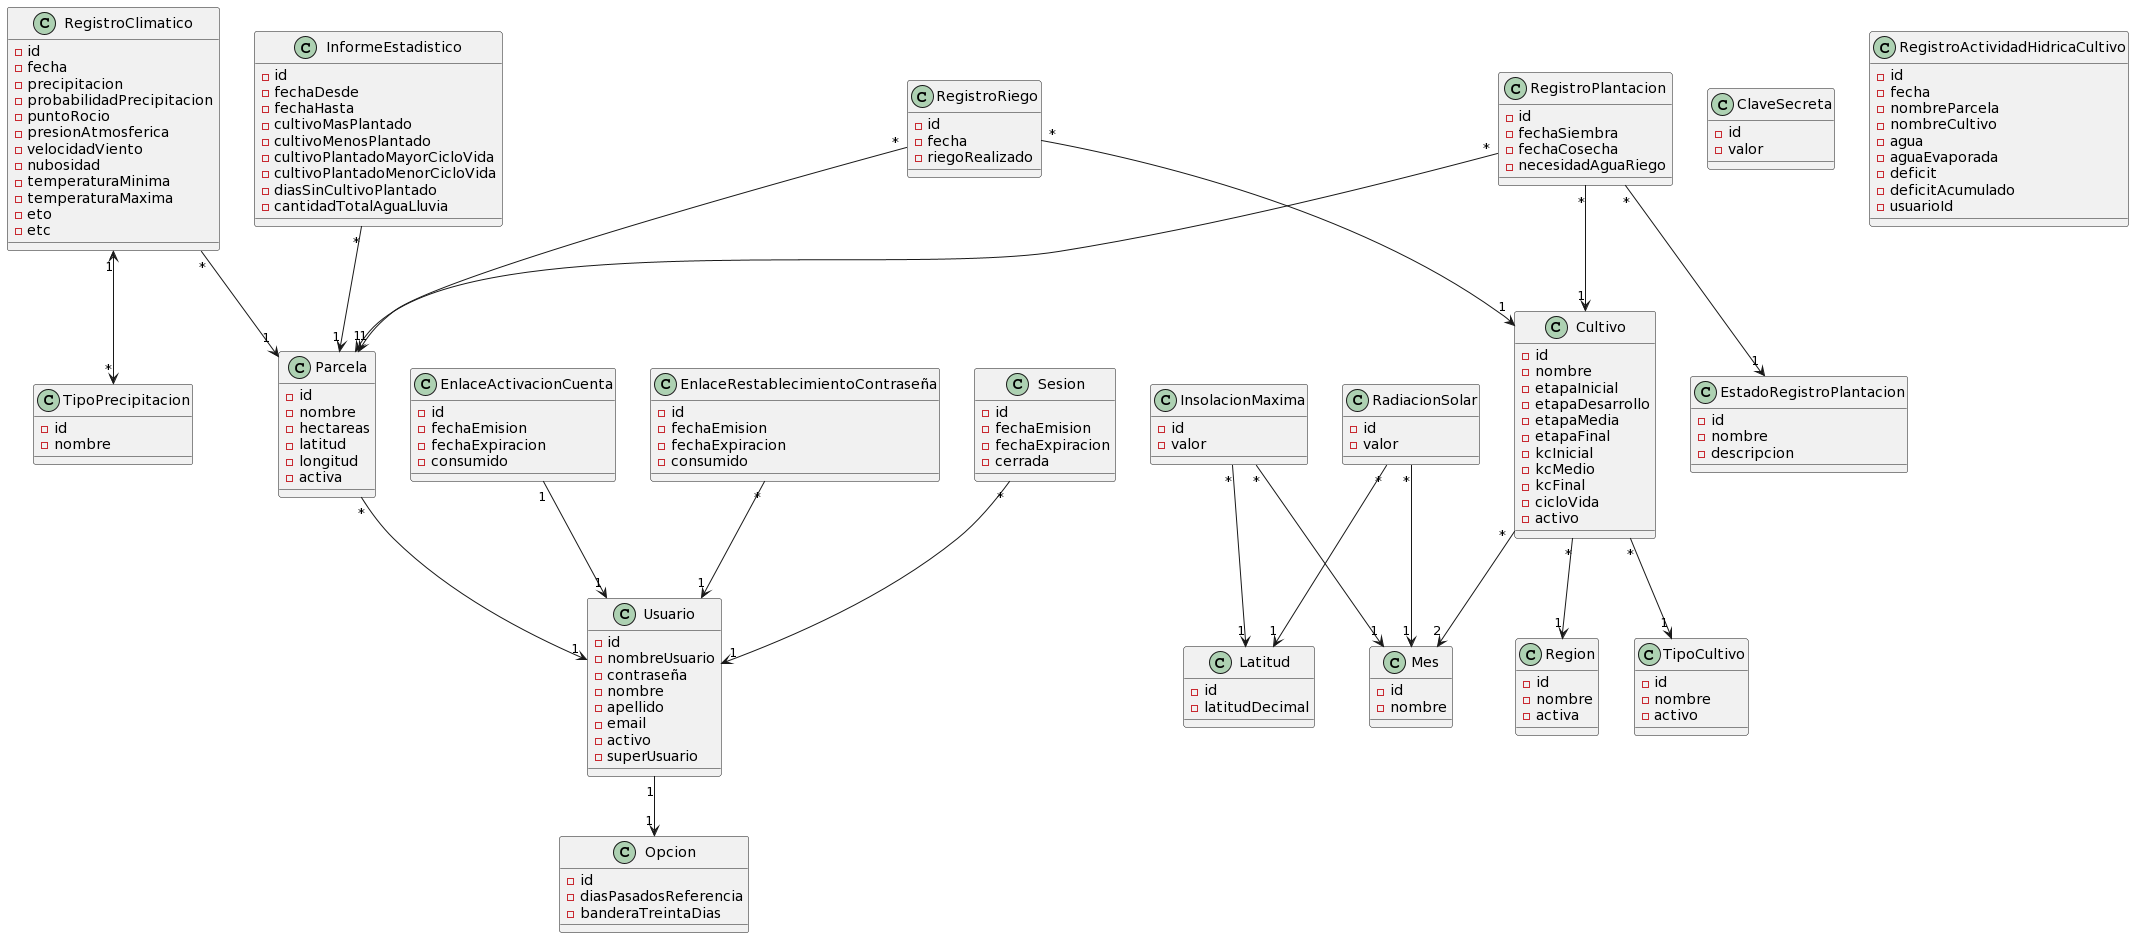 C RegistroClimatico
id
fecha
precipitacion
probabilidadPrecipitacion
puntoRocio
presionAtmosferica
velocidadViento
nubosidad
temperaturaMinima
temperaturaMaxima
eto
etc
C InformeEstadistico
id
fechaDesde
fechaHasta
cultivoMasPlantado
cultivoMenosPlantado
cultivoPlantadoMayorCicloVida
cultivoPlantadoMenorCicloVida
diasSinCultivoPlantado
cantidadTotalAguaLluvia
C RegistroRiego
id
fecha
riegoRealizado
C RegistroPlantacion
id
fechaSiembra
fechaCosecha
necesidadAguaRiego
C ClaveSecreta
id
valor
C RegistroActividadHidricaCultivo
id
fecha
nombreParcela
nombreCultivo
agua
aguaEvaporada
deficit
deficitAcumulado
usuarioId
* * *
* *
1 * *
1 1
* 1 1 1 1 1
C TipoPrecipitacion
id
nombre
C Parcela
id
nombre
hectareas
latitud
longitud
activa
C EnlaceActivacionCuenta
id
fechaEmision
fechaExpiracion
consumido
C EnlaceRestablecimientoContraseña
id
fechaEmision
fechaExpiracion
consumido
C Sesion
id
fechaEmision
fechaExpiracion
cerrada
C InsolacionMaxima
id
valor
C RadiacionSolar
id
valor
C Cultivo
id
nombre
etapaInicial
etapaDesarrollo
etapaMedia
etapaFinal
kcInicial
kcMedio
kcFinal
cicloVida
activo
C EstadoRegistroPlantacion
id
nombre
descripcion
* 1 * * * * * *
* * *
1 1
1 1 1 1 1 1 2 1 1
C Usuario
id
nombreUsuario
contraseña
nombre
apellido
email
activo
superUsuario
C Latitud
id
latitudDecimal
C Mes
id
nombre
C Region
id
nombre
activa
C TipoCultivo
id
nombre
activo
1
1
C Opcion
id
diasPasadosReferencia
banderaTreintaDias